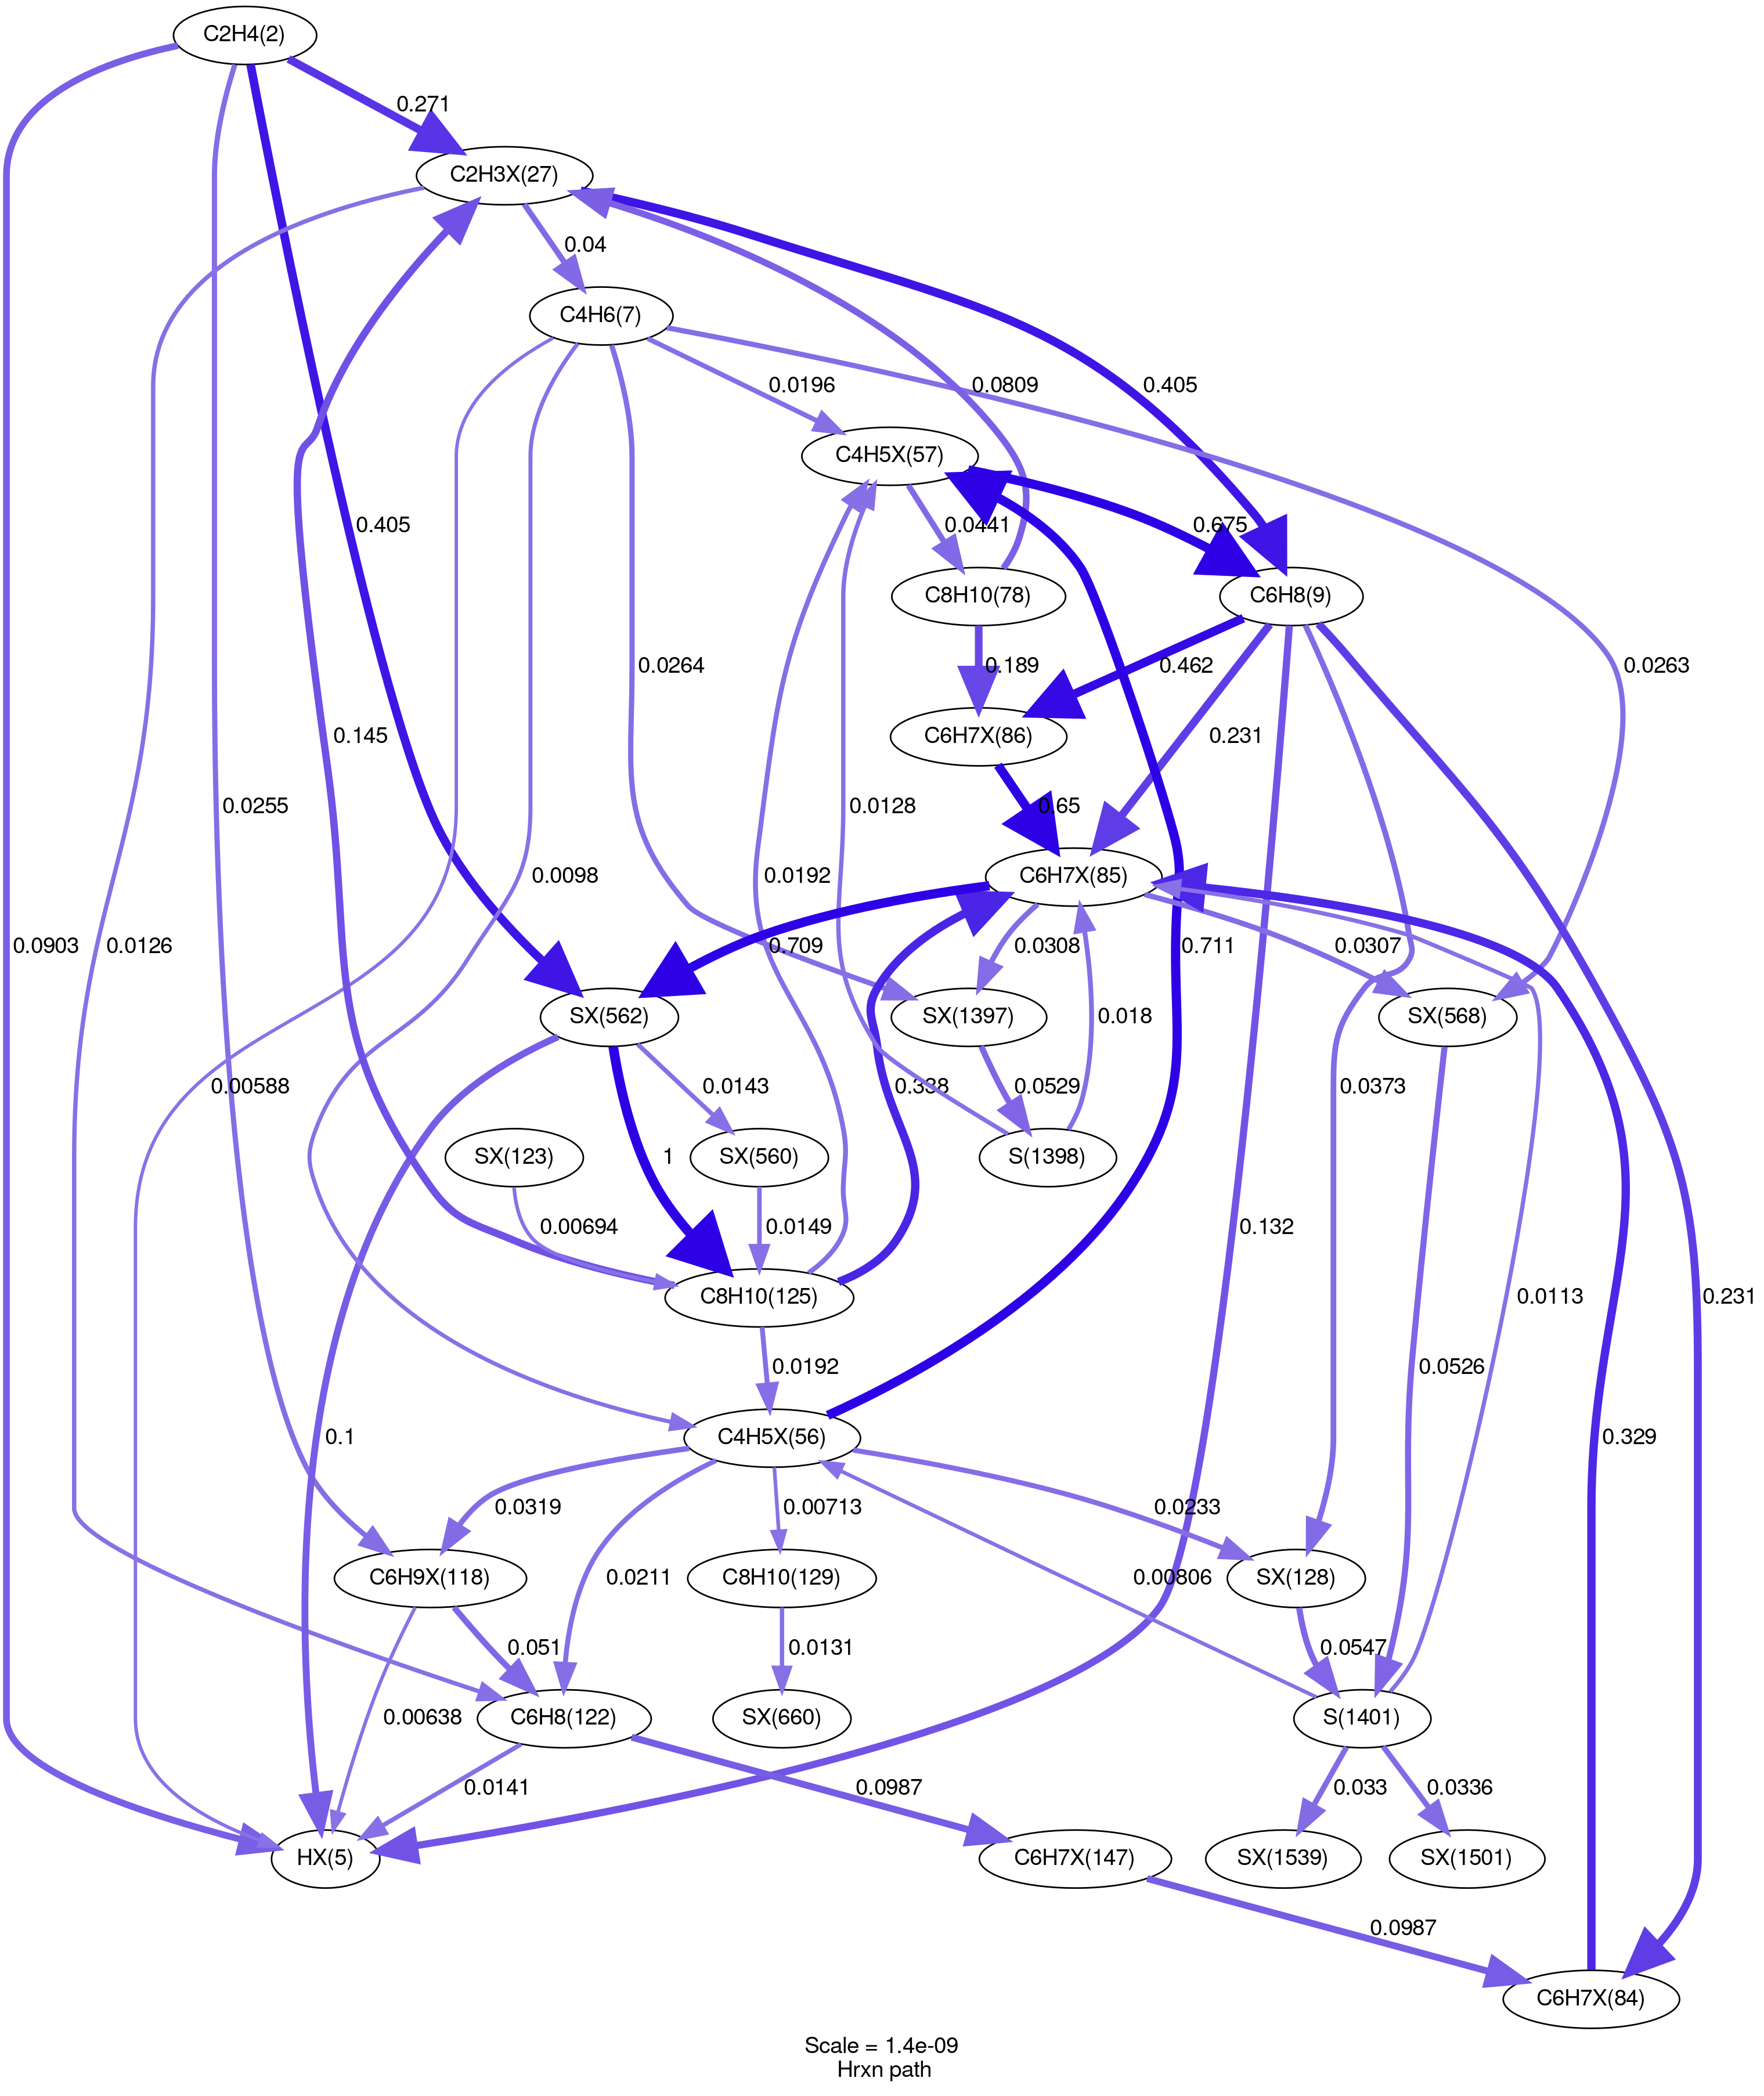 C2H4(2)
0.271
C2H3X(27)
0.04
C4H6(7)
0.0196
0.0809
0.405
C4H5X(57)
0.405
0.0441
0.675
C8H10(78)
C6H8(9)
0.0264
0.189
0.462
0.0263
C6H7X(86)
0.145
0.231
0.0255
0.0128
0.65
0.0098
0.0192
C6H7X(85)
0.0903
0.0126
0.709
0.0308
0.711
0.0307
SX(562)
SX(1397)
SX(568)
0.00588
0.0143
0.338
0.0529
0.018
0.0373
SX(123)
1
SX(560)
S(1398)
0.00694
0.0149
0.132
C8H10(125)
0.0113
0.231
0.0192
0.0526
0.1
C4H5X(56)
0.329
0.0319
0.00713
0.0233
0.0211
0.00806
C6H9X(118)
C8H10(129)
SX(128)
0.051
0.0131
0.0547
0.00638
C6H8(122)
SX(660)
S(1401)
0.0141
0.0987
0.033
0.0336
HX(5)
C6H7X(147)
SX(1539)
SX(1501)
0.0987
C6H7X(84)
Scale = 1.4e-09
Hrxn path